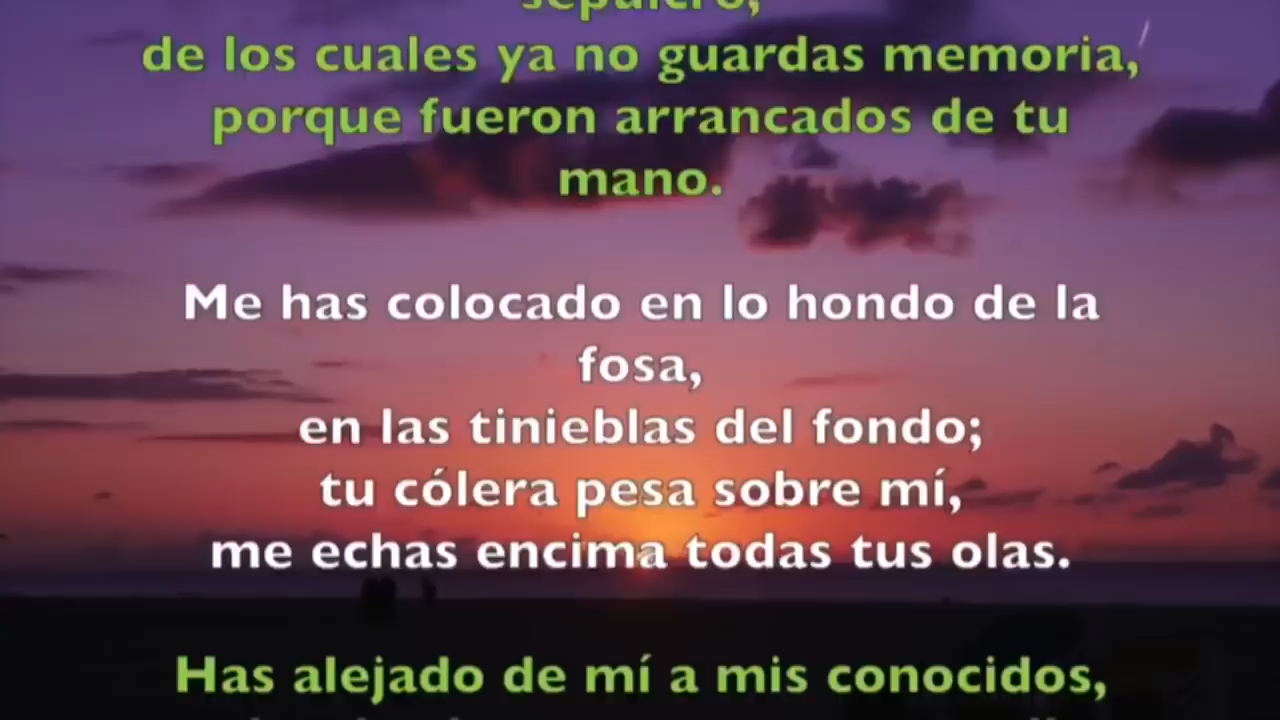 sepulcro,
de los cuales ya no guardas memoria,
porque fueron arrancados de tu
mano.
Me has colocado en lo hondo de la
fosa,
en las tinieblas del fondo;
tu cólera pesa sobre mí,
me echas encima todas tus olas.
Has alejado de mí a mis conocidos,